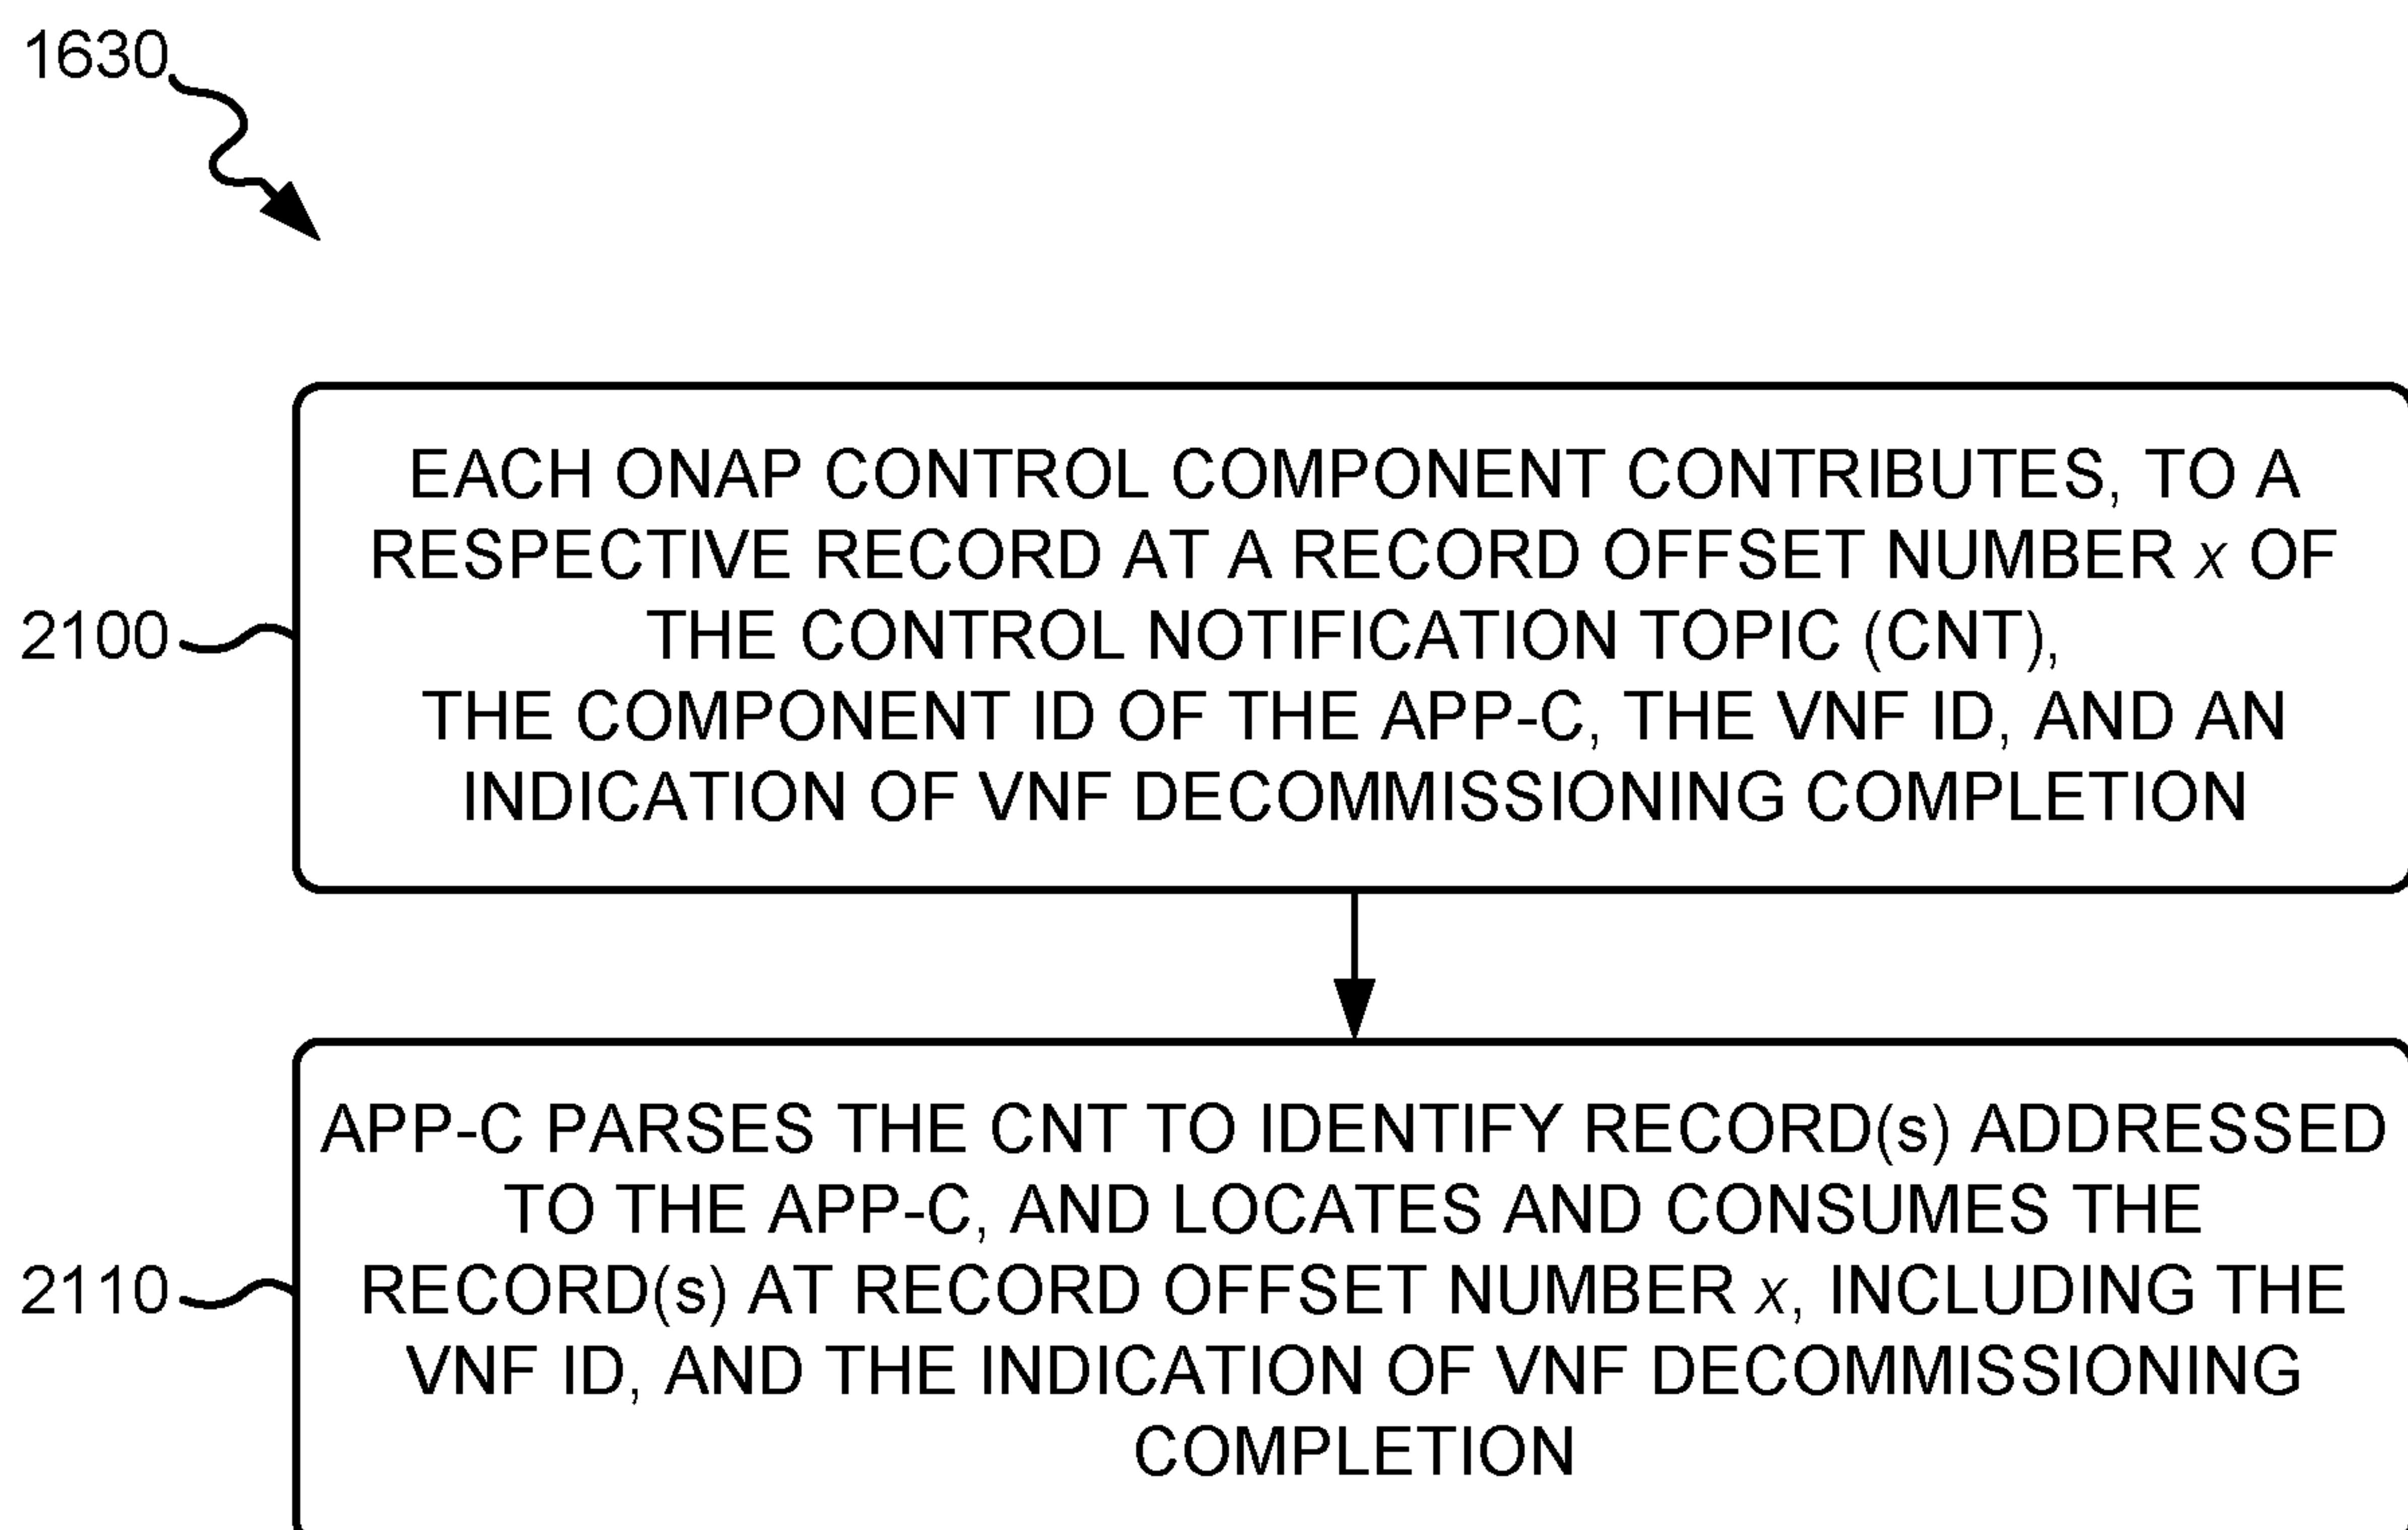 1630
EACH ONAP CONTROL COMPONENT CONTRIBUTES, TO A
RESPECTIVE RECORD AT A RECORD OFFSET NUMBER x OF
THE CONTROL NOTIFICATION TOPIC (CNT),
THE COMPONENT ID OF THE APP-C, THE VNF ID, AND AN
INDICATION OF VNF DECOMMISSIONING COMPLETION
2100
APP-C PARSES THE CNT TO IDENTIFY RECORD(s) ADDRESSED
TO THE APP-C, AND LOCATES AND CONSUMES THE
RECORD(s) AT RECORD OFFSET NUMBER x, INCLUDING THE
VNF ID, AND THE INDICATION OF VNF DECOMMISSIONING
COMPLETION
2110